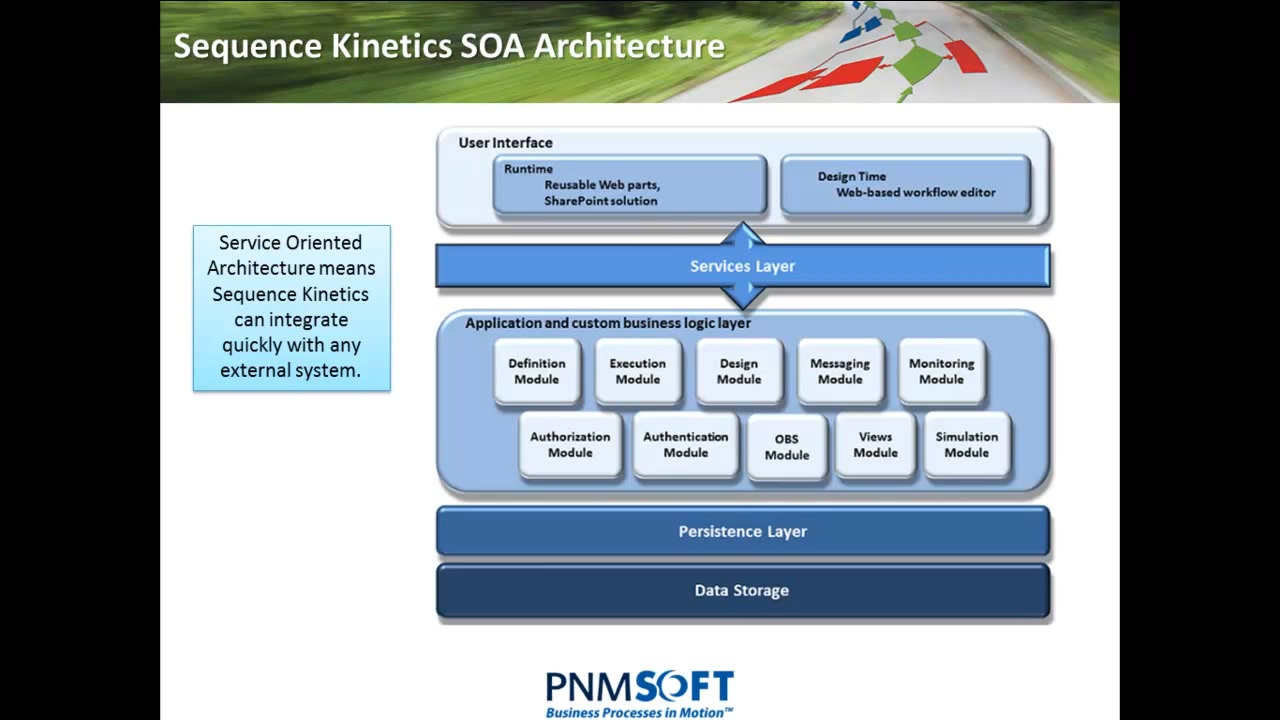 Sequence Kinetics SOA Architecture
User Interface
Runtime
Reusable Web parts,
SharePoint solution
Design Time
Web-based workflow editor
Service Oriented
Architecture means
Sequence Kinetics
can integrate
quickly with any
external system.
Services Layer
Application and custom business logic layer
Definition
Module
Execution
Module
Design
Module
Messaging
Module
Monitoring
Module
Authorization
Module
Authentication
Module
OBS
Module
Views
Module
Simulation
Module
Persistence Layer
Data Storage
PNMSOFT
Business Processes in Motion™